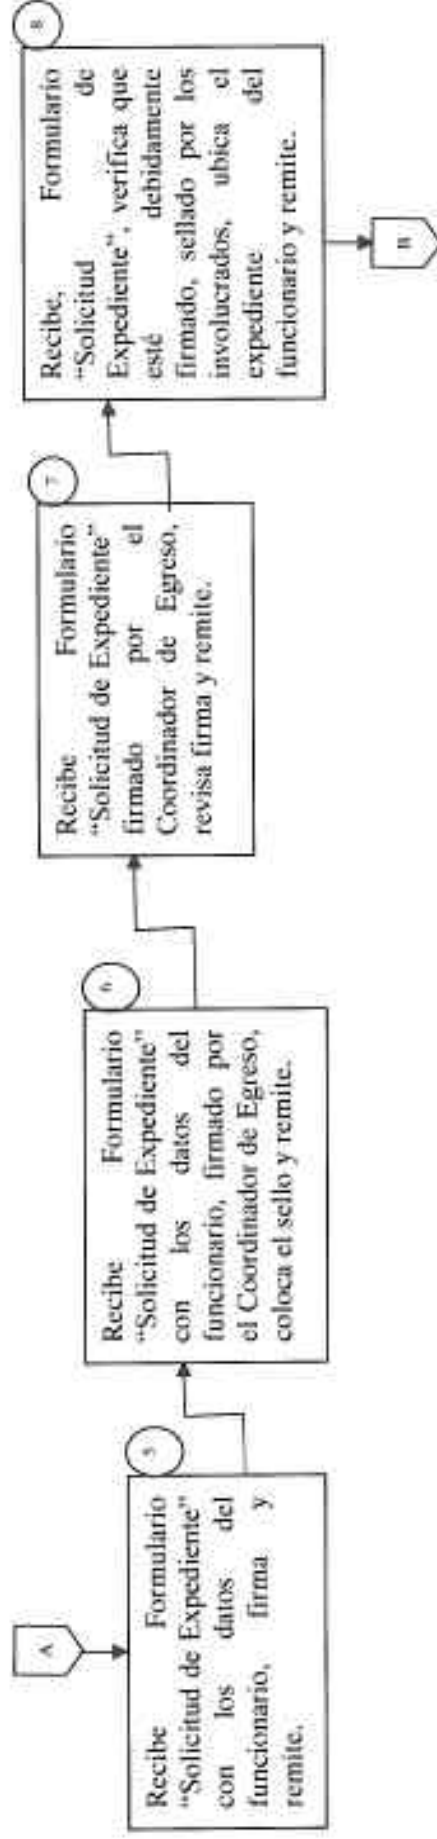 A
5
Recibe Formulario
“Solicitud de Expediente”
con los datos del
funcionario, firma y
remite.
6
Recibe Formulario
“Solicitud de Expediente”
con los datos del
funcionario, firmado por
el Coordinador de Egreso,
coloca el sello y remite.
7
Recibe Formulario
“Solicitud de Expediente”
firmado por el
Coordinador de Egreso,
revisa firma y remite.
8
Recibe, Formulario
“Solicitud de
Expediente”, verifica que
esté debidamente
firmado, sellado por los
involucrados, ubica el
expediente del
funcionario y remite.
B